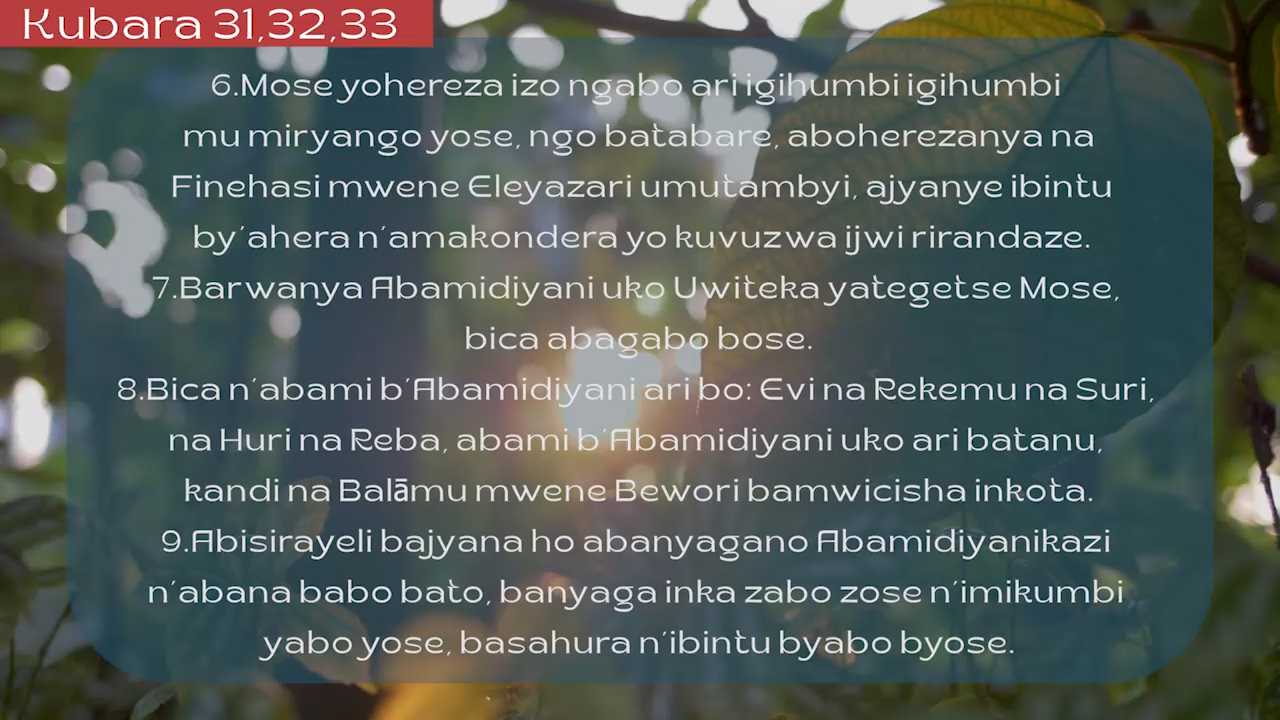 Kubara 31,32,33
6.Mose yohereza izo ngabo ari igihumbi igihumbi
mu miryango yose, ngo batabare, aboherezanya na
Finehasi mwene Eleyazari umutambyi, ajyanye ibintu
by'ahera n'amakondera yo kuvuzwa ijwi rirandaze.
7.Barwanya Abamidiyani uko Uwiteka yategetse Mose,
bica abagabo bose.
8.Bica n'abami b'Abamidiyani ari bo: Evi na Rekemu na Suri,
na Huri na Reba, abami b'Abamidiyani uko ari batanu,
kandi na Balāmu mwene Bewori bamwicisha inkota.
9.Abisirayeli bajyana ho abanyagano Abamidiyanikazi
n'abana babo bato, banyaga inka zabo zose n'imikumbi
yabo yose, basahura n'ibintu byabo byose.